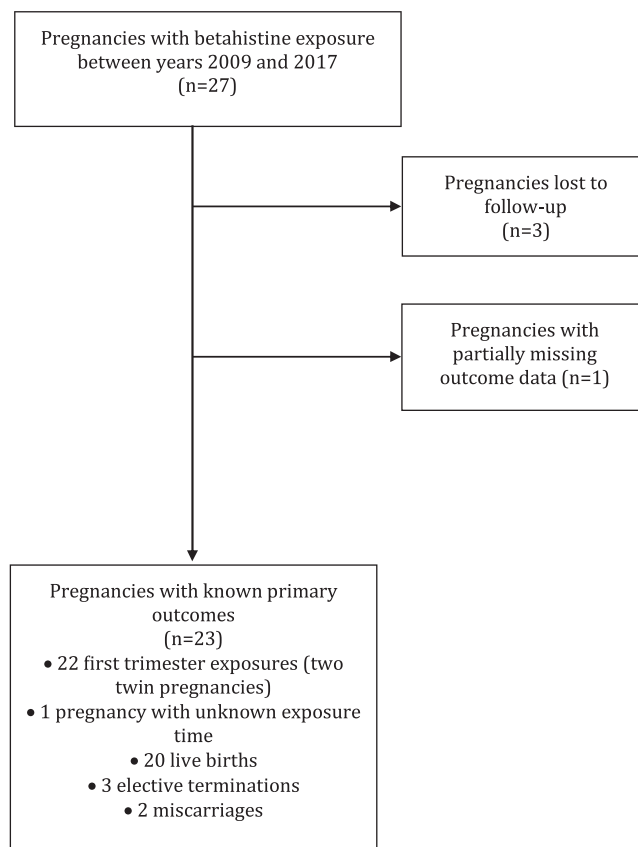 Pregnancies with betahistine exposure
between years 2009 and 2017
(n=27)
Pregnancies lost to
follow-up
(n=3)
Pregnancies with
partially missing
outcome data (n=1)
Pregnancies with known primary
outcomes
(n=23)
• 22 first trimester exposures (two
twin pregnancies)
• 1 pregnancy with unknown exposure
time
• 20 live births
• 3 elective terminations
• 2 miscarriages